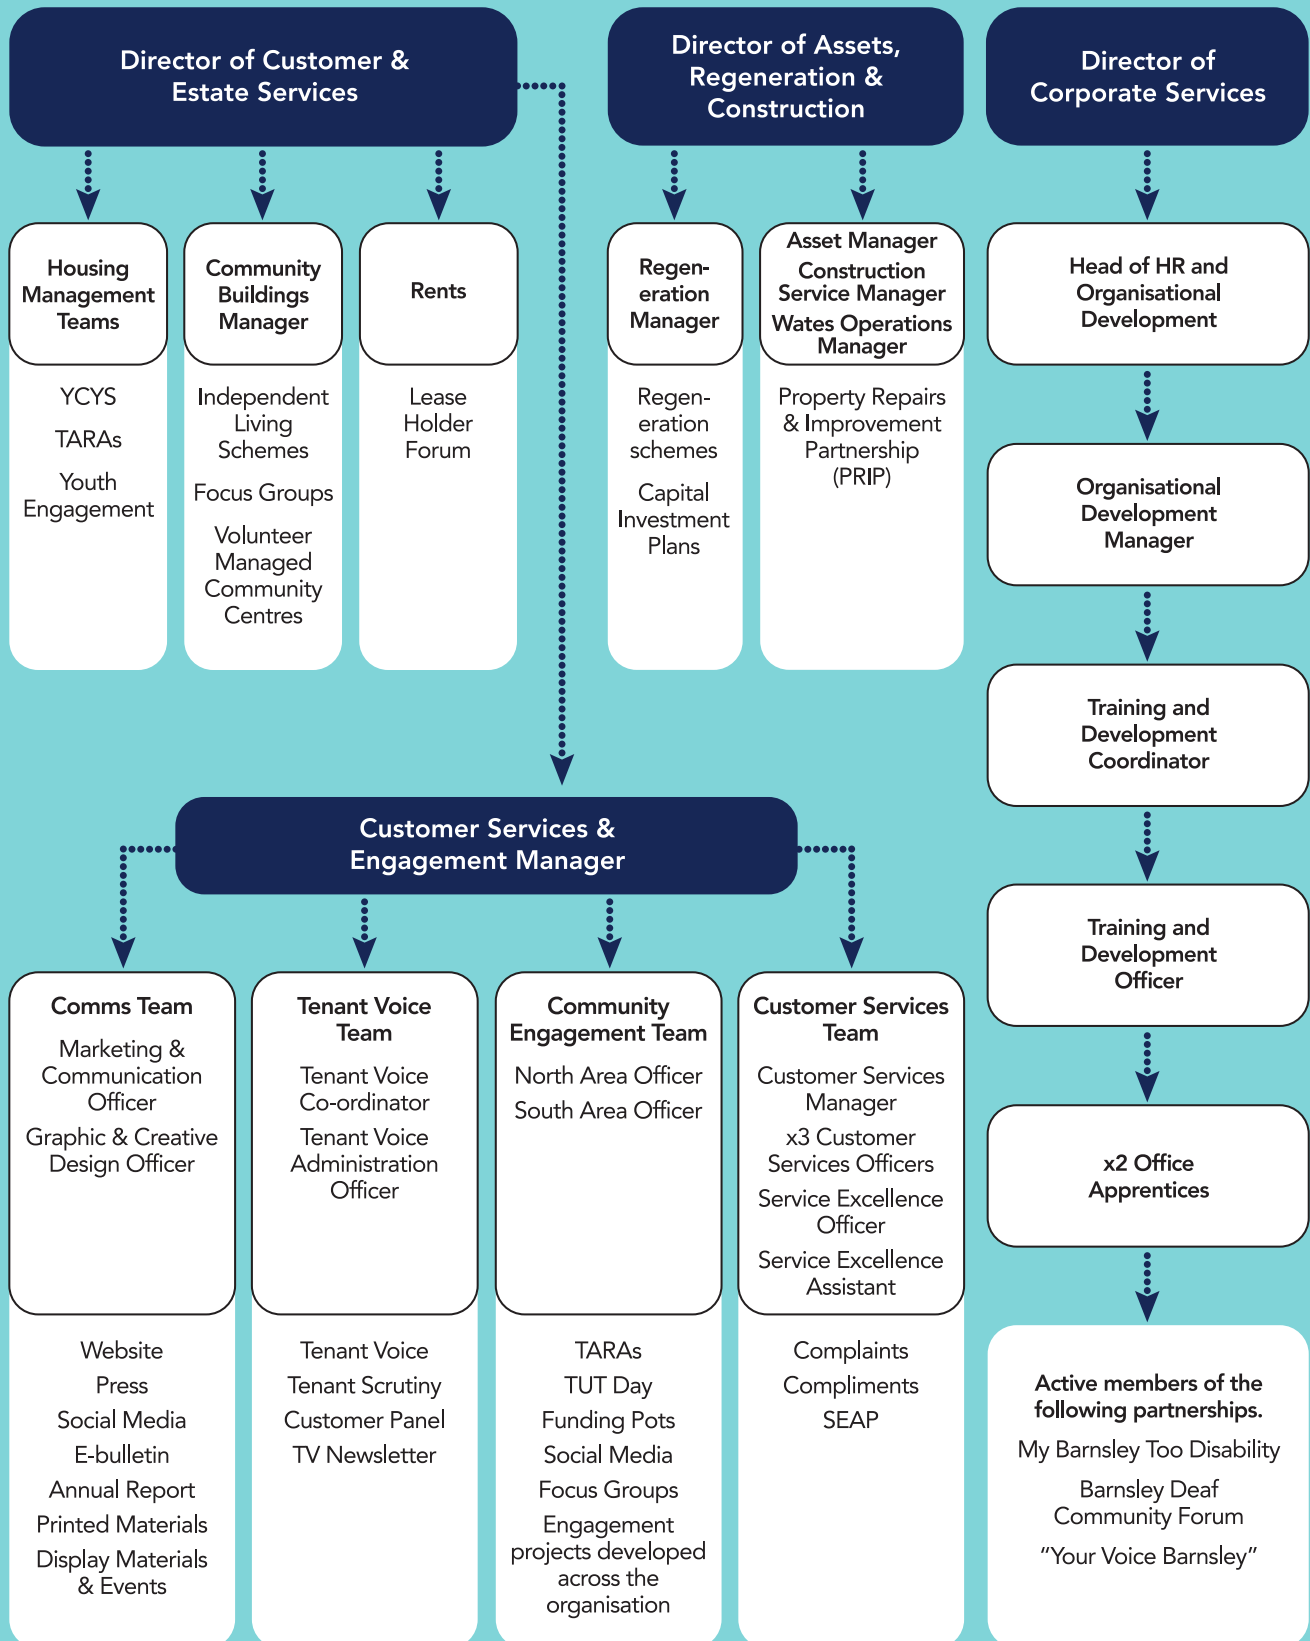 Director of Customer &
Estate Services
Director of Assets,
Regeneration &
Construction
Director of
Corporate Services
Housing
Management
Teams
YCYS
TARAs
Youth
Engagement
Community
Buildings
Manager
Independent
Living
Schemes
Focus Groups
Volunteer
Managed
Community
Centres
Rents
Lease
Holder
Forum
Regen-
eration
Manager
Regen-
eration
schemes
Capital
Investment
Plans
Asset Manager
Construction
Service Manager
Wates Operations
Manager
Property Repairs
& Improvement
Partnership
(PRIP)
Head of HR and
Organisational
Development
Organisational
Development
Manager
Training and
Development
Coordinator
Training and
Development
Officer
x2 Office
Apprentices
Active members of the
following partnerships.
My Barnsley Too Disability
Barnsley Deaf
Community Forum
“Your Voice Barnsley”
Customer Services &
Engagement Manager
Comms Team
Marketing &
Communication
Officer
Graphic & Creative
Design Officer
Website
Press
Social Media
E-bulletin
Annual Report
Printed Materials
Display Materials
& Events
Tenant Voice
Team
Tenant Voice
Co-ordinator
Tenant Voice
Administration
Officer
Tenant Voice
Tenant Scrutiny
Customer Panel
TV Newsletter
Community
Engagement Team
North Area Officer
South Area Officer
TARAs
TUT Day
Funding Pots
Social Media
Focus Groups
Engagement
projects developed
across the
organisation
Customer Services
Team
Customer Services
Manager
x3 Customer
Services Officers
Service Excellence
Officer
Service Excellence
Assistant
Complaints
Compliments
SEAP